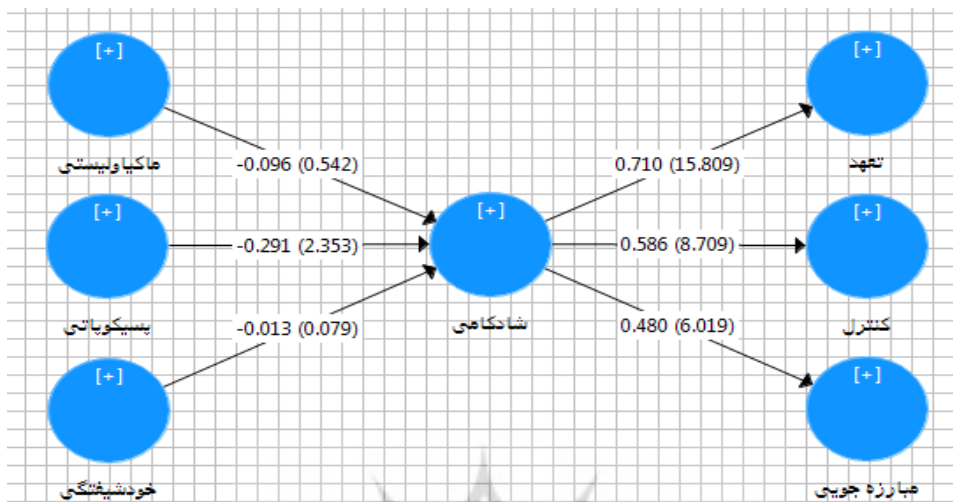 [+]
[+]
ماکیاولیستی
-0.096 (0.542)
0.710 (15.809)
تعهد
[+]
[+]
[+]
-0.291 (2.353)
0.586 (8.709)
پسیکوپاتی
شادکامی
کنترل
-0.013 (0.079)
0.480 (6.019)
[+]
[+]
خودشیفتگی
مبارزه جویی